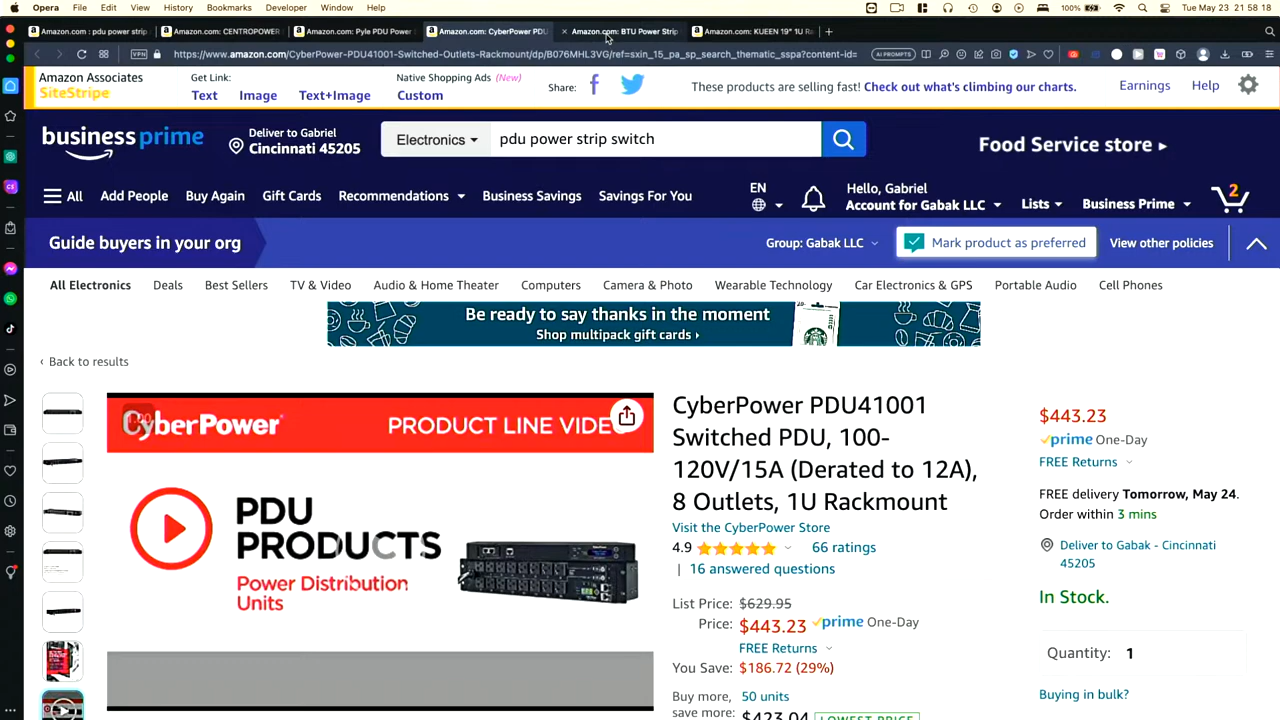 Opera File Edit View History Bookmarks Developer Window Help 100% Tue May 23 21 58 18
Amazon.com : pdu power strip Amazon.com: CENTROPOWER Amazon.com: Pyle PDU Power Amazon.com: CyberPower PDU Amazon.com: BTU Power Strip Amazon.com: KUEEN 19" 1U Ra
VPN https://www.amazon.com/CyberPower-PDU41001-Switched-Outlets-Rackmount/dp/B076MHL3VG/ref=sxin_15_pa_sp_search_thematic_sspa?content-id= AI PROMPTS
Amazon Associates
SiteStripe
Get Link:
Text Image Text+Image
Native Shopping Ads (New)
Custom
Share:
These products are selling fast! Check out what's climbing our charts.
Earnings Help
business prime
Deliver to Gabriel
Cincinnati 45205
Electronics pdu power strip switch
Food Service store ▸
All Add People Buy Again Gift Cards Recommendations Business Savings Savings For You
EN
Hello, Gabriel
Account for Gabak LLC
Lists Business Prime 2
Guide buyers in your org
Group: Gabak LLC Mark product as preferred View other policies
All Electronics Deals Best Sellers TV & Video Audio & Home Theater Computers Camera & Photo Wearable Technology Car Electronics & GPS Portable Audio Cell Phones
Be ready to say thanks in the moment
Shop multipack gift cards ▸
‹ Back to results
CyberPower PRODUCT LINE VIDE
PDU
PRODUCTS
Power Distribution
Units
CyberPower PDU41001
Switched PDU, 100-
120V/15A (Derated to 12A),
8 Outlets, 1U Rackmount
Visit the CyberPower Store
4.9 66 ratings
| 16 answered questions
List Price: $629.95
Price: $443.23 prime One-Day
FREE Returns
You Save: $186.72 (29%)
Buy more, 50 units
save more: $423.04 LOWEST PRICE
$443.23
prime One-Day
FREE Returns
FREE delivery Tomorrow, May 24.
Order within 3 mins
Deliver to Gabak - Cincinnati
45205
In Stock.
Quantity: 1
Buying in bulk?